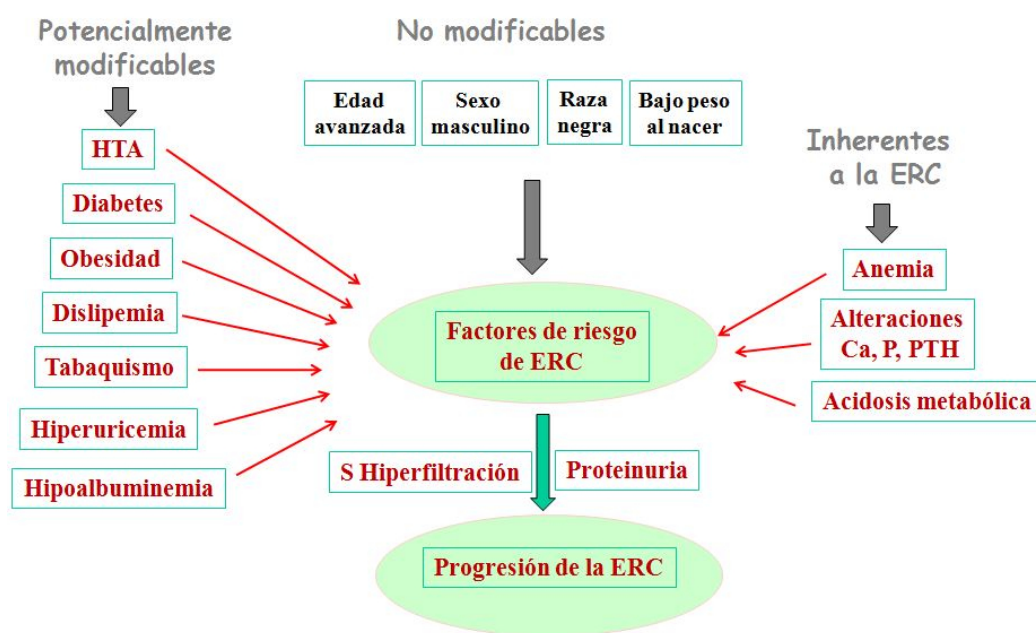 Potencialmente
modificables
HTA
Diabetes
Obesidad
Dislipemia
Tabaquismo
Hiperuricemia
Hipoalbuminemia
No modificables
Edad
avanzada
Sexo
masculino
Raza
negra
Bajo peso
al nacer
Inherentes
a la ERC
Anemia
Alteraciones
Ca, P, PTH
Acidosis metabólica
Factores de riesgo
de ERC
S Hiperfiltración
Proteinuria
Progresión de la ERC